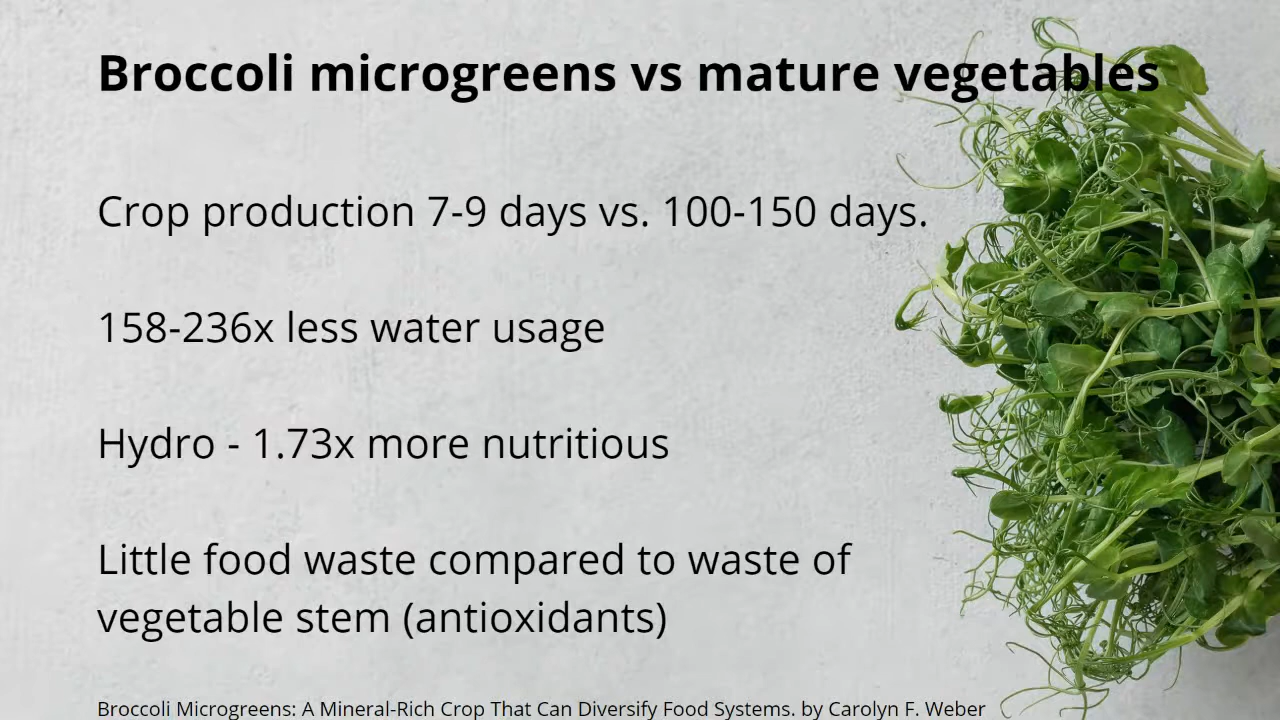 Broccoli microgreens vs mature vegetables
Crop production 7-9 days vs. 100-150 days.
158-236x less water usage
Hydro - 1.73x more nutritious
Little food waste compared to waste of
vegetable stem (antioxidants)
Broccoli Microgreens: A Mineral-Rich Crop That Can Diversify Food Systems. by Carolyn F. Weber